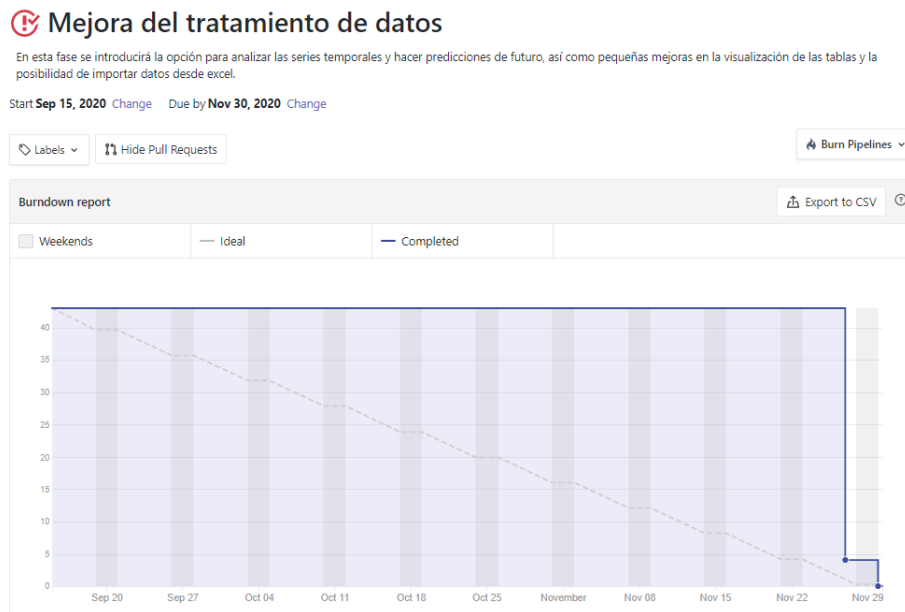 Mejora del tratamiento de datos
En esta fase se introducirá la opción para analizar las series temporales y hacer predicciones de futuro, así como pequeñas mejoras en la visualización de las tablas y la
posibilidad de importar datos desde excel.
Start Sep 15, 2020 Change Due by Nov 30, 2020 Change
Labels Hide Pull Requests Burn Pipelines
Burndown report Export to CSV
Weekends Ideal Completed
40
35
30
25
20
15
10
5
0
Sep 20 Sep 27 Oct 04 Oct 11 Oct 18 Oct 25 November Nov 08 Nov 15 Nov 22 Nov 29